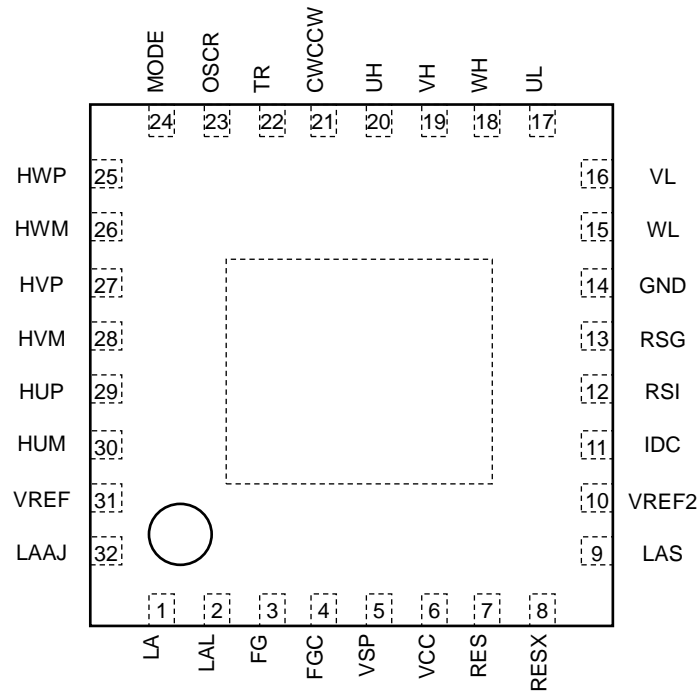 MODE OSCR TR CWCCW UH VH WH UL
24 23 22 21 20 19 18 17
HWP 25 16 VL
HWM 26 15 WL
HVP 27 14 GND
HVM 28 13 RSG
HUP 29 12 RSI
HUM 30 11 IDC
VREF 31 10 VREF2
LAAJ 32 9 LAS
1 2 3 4 5 6 7 8
LA LAL FG FGC VSP VCC RES RESX